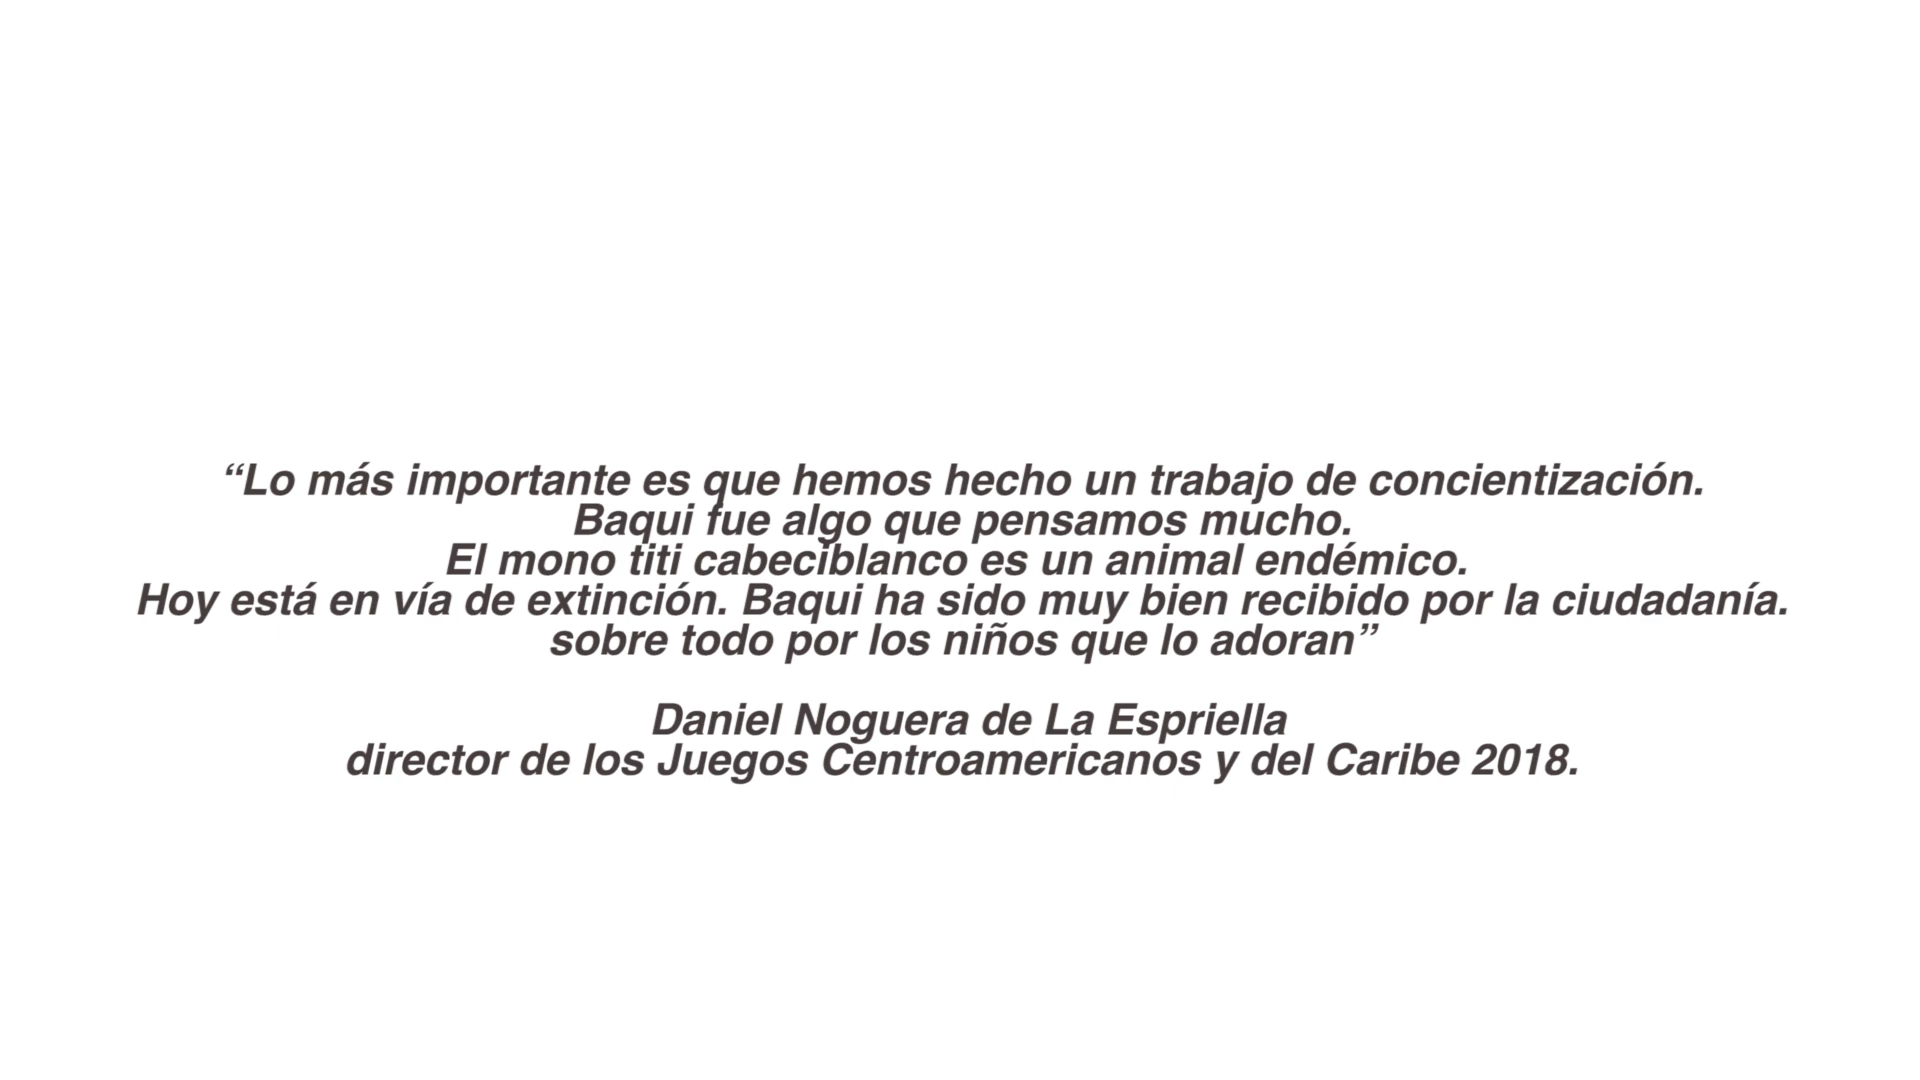 “Lo más importante es que hemos hecho un trabajo de concientización.
Baqui fue algo que pensamos mucho.
El mono titi cabeciblanco es un animal endémico.
Hoy está en vía de extinción. Baqui ha sido muy bien recibido por la ciudadanía.
sobre todo por los niños que lo adoran”
Daniel Noguera de La Espriella
director de los Juegos Centroamericanos y del Caribe 2018.